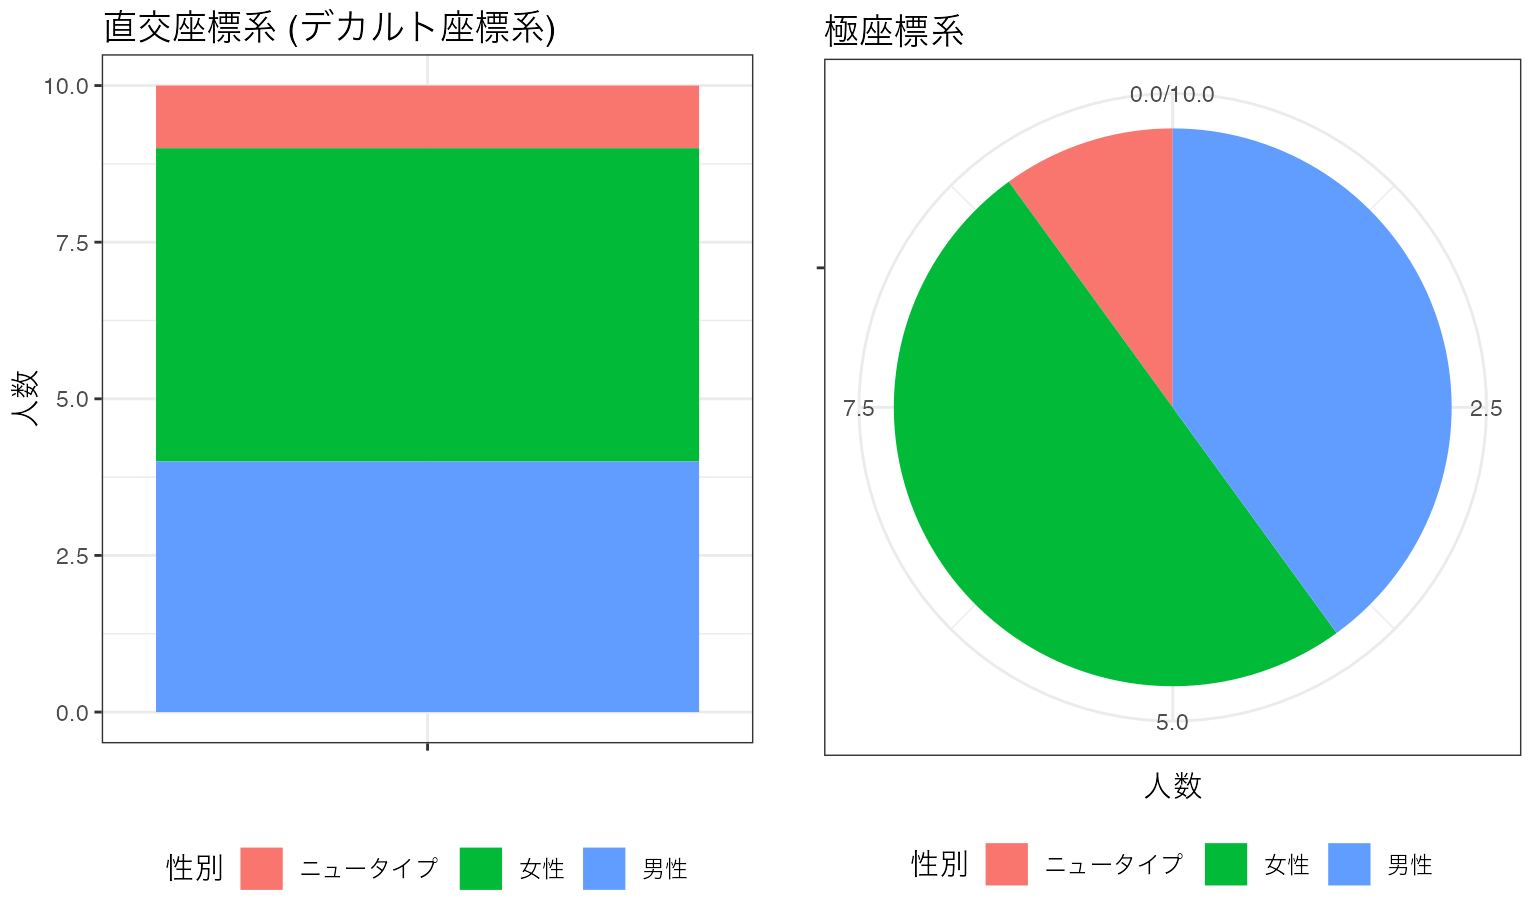 直交座標系 (デカルト座標系)
10.0
7.5
5.0
2.5
0.0
人数
性別 ニュータイプ 女性 男性
極座標系
0.0/10.0
7.5
2.5
5.0
人数
性別 ニュータイプ 女性 男性